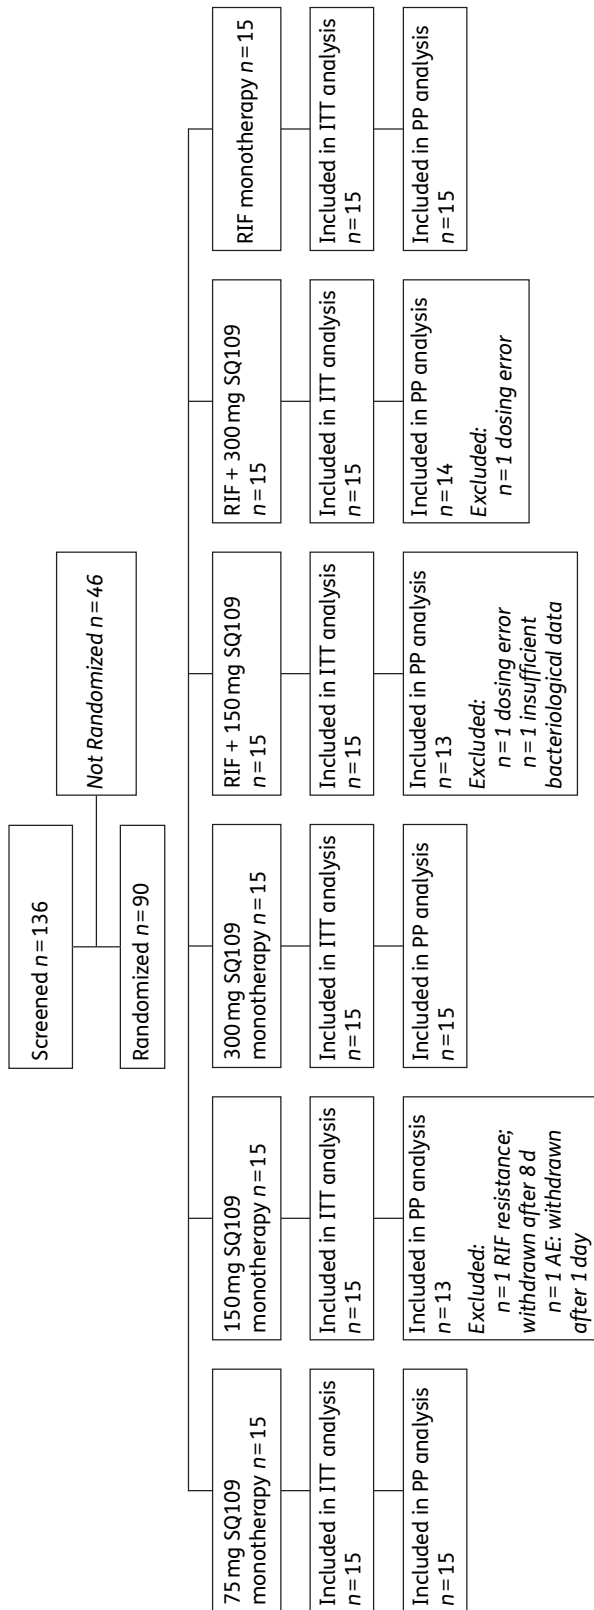 Screened n=136
Not Randomized n=46
Randomized n=90
75 mg SQ109
monotherapy n=15
Included in ITT analysis
n=15
Included in PP analysis
n=15
150 mg SQ109
monotherapy n=15
Included in ITT analysis
n=15
Included in PP analysis
n=13
Excluded:
n=1 RIF resistance;
withdrawn after 8 d
n=1 AE: withdrawn
after 1 day
300 mg SQ109
monotherapy n=15
Included in ITT analysis
n=15
Included in PP analysis
n=15
RIF + 150 mg SQ109
n=15
Included in ITT analysis
n=15
Included in PP analysis
n=13
Excluded:
n=1 dosing error
n=1 insufficient
bacteriological data
RIF + 300 mg SQ109
n=15
Included in ITT analysis
n=15
Included in PP analysis
n=14
Excluded:
n=1 dosing error
RIF monotherapy n=15
Included in ITT analysis
n=15
Included in PP analysis
n=15